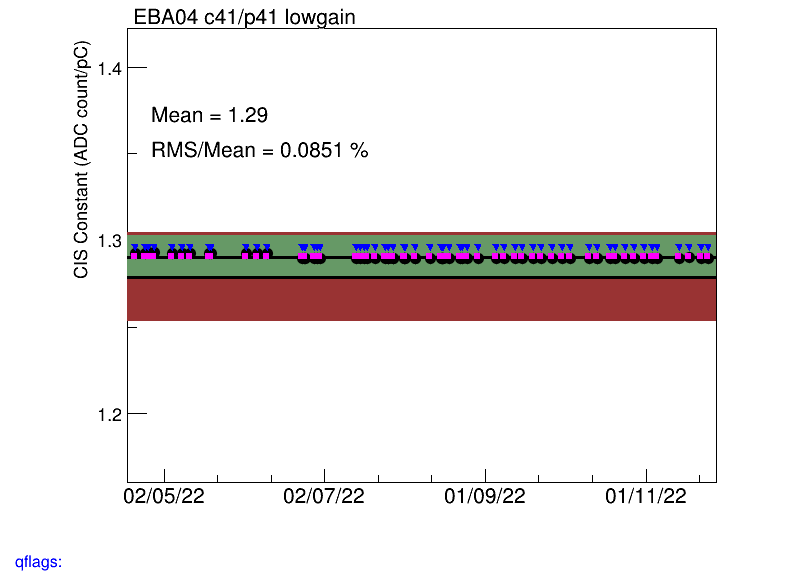 EBA04 c41/p41 lowgain
CIS Constant (ADC count/pC)
1.4
Mean = 1.29
RMS/Mean = 0.0851 %
1.3
1.2
02/05/22 02/07/22 01/09/22 01/11/22
qflags: